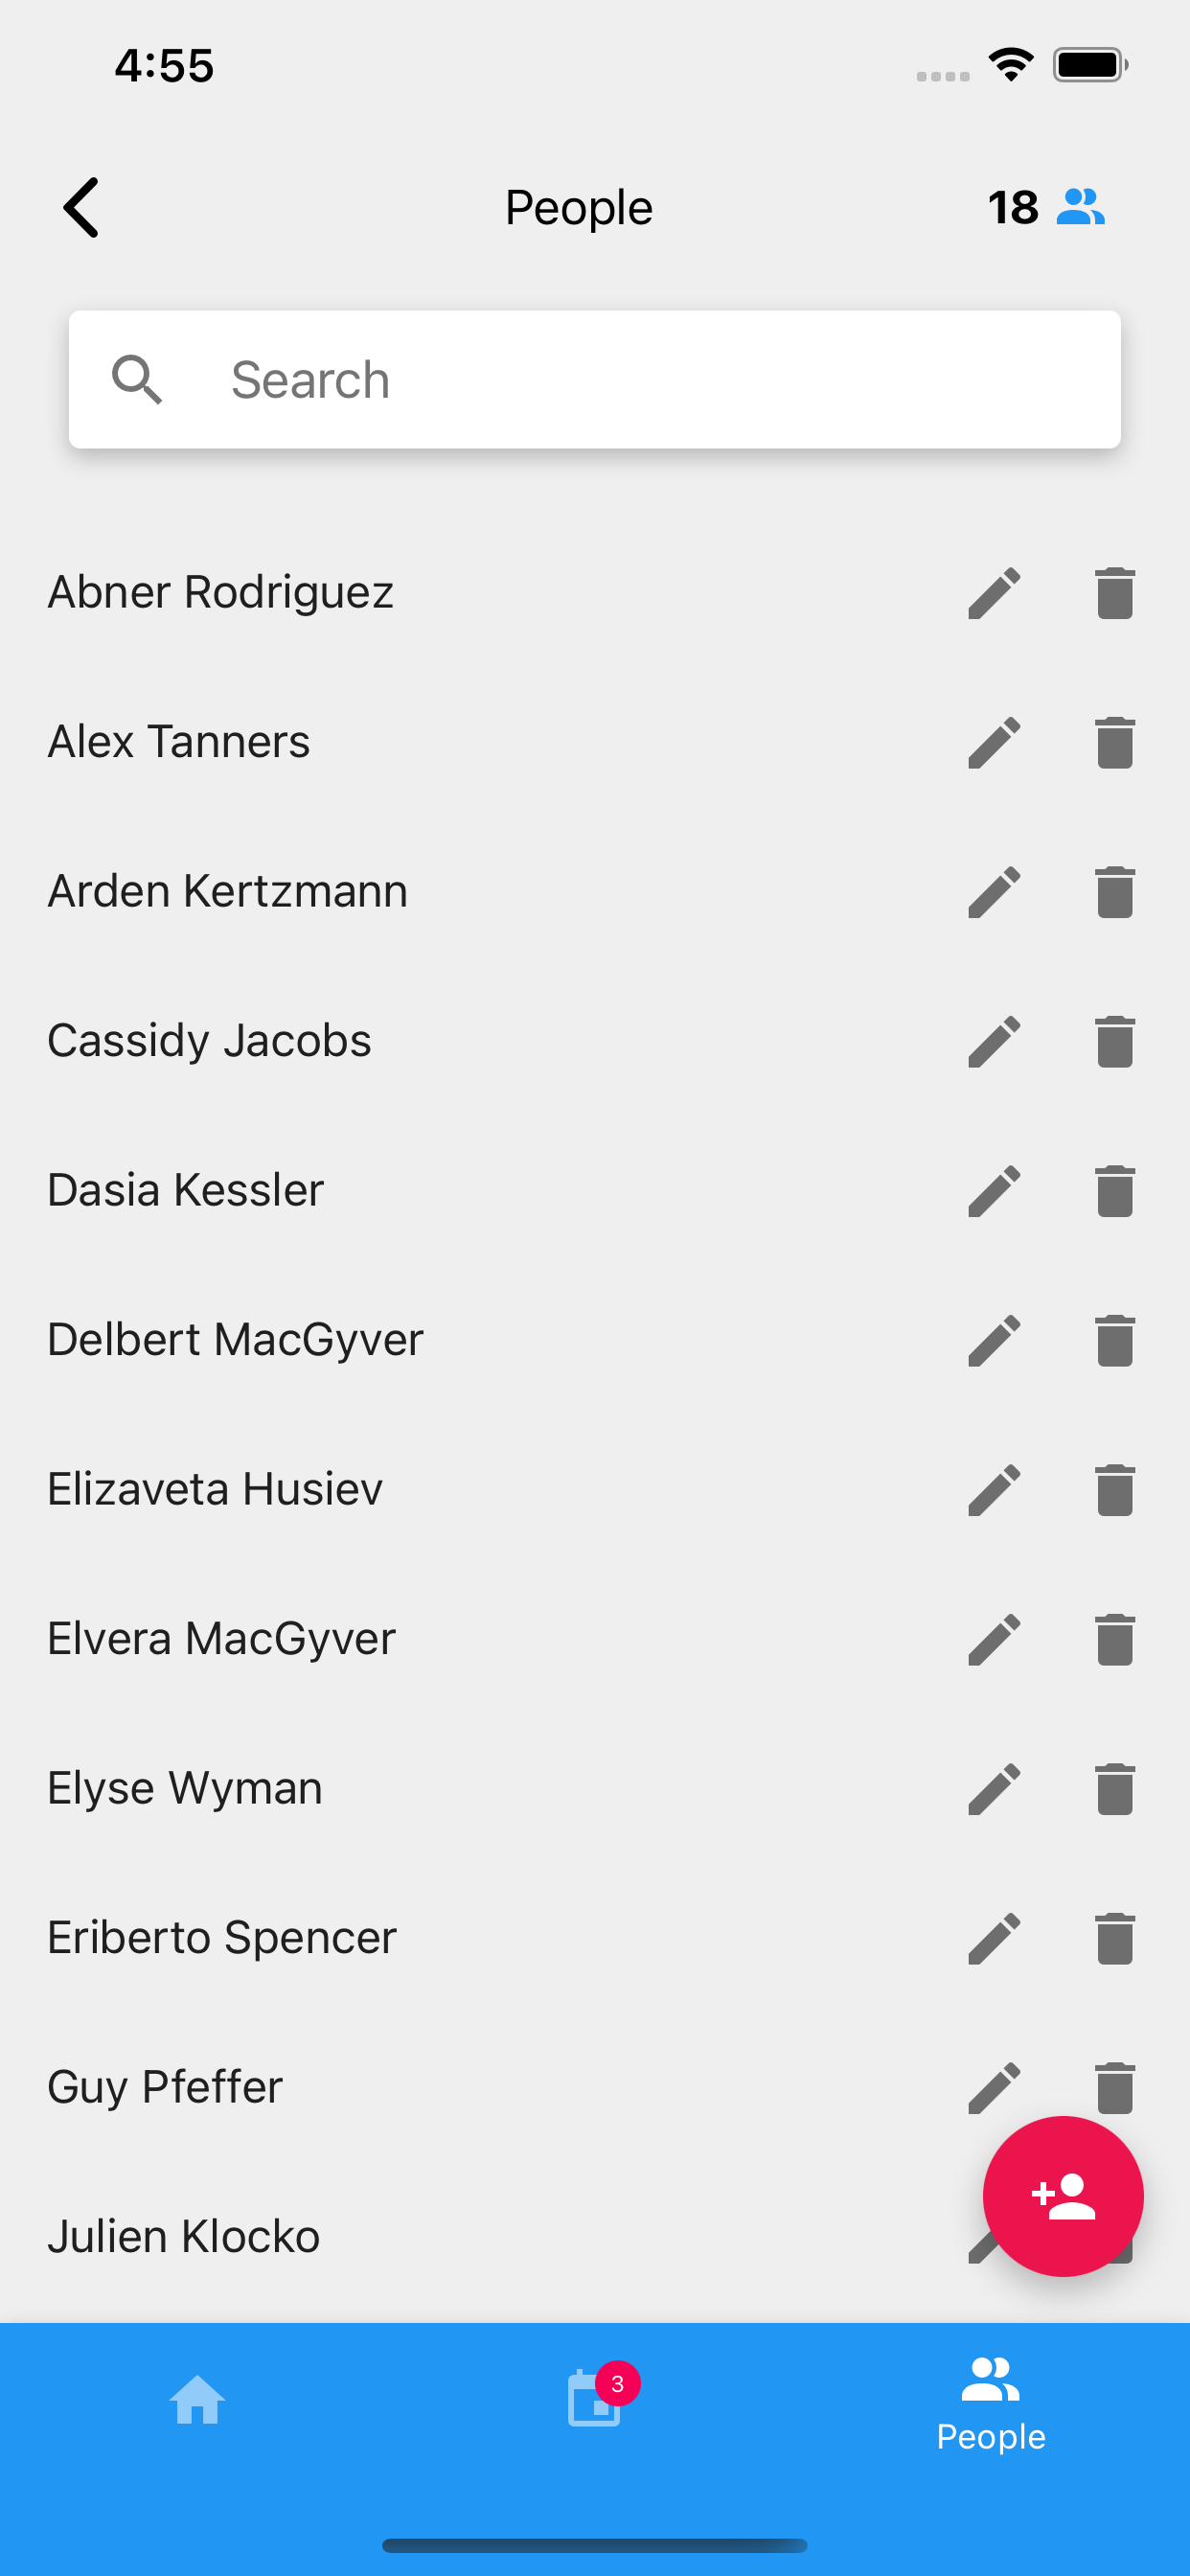 4:55
People
18
Search
Abner Rodriguez
Alex Tanners
Arden Kertzmann
Cassidy Jacobs
Dasia Kessler
Delbert MacGyver
Elizaveta Husiev
Elvera MacGyver
Elyse Wyman
Eriberto Spencer
Guy Pfeffer
Julien Klocko
3
People